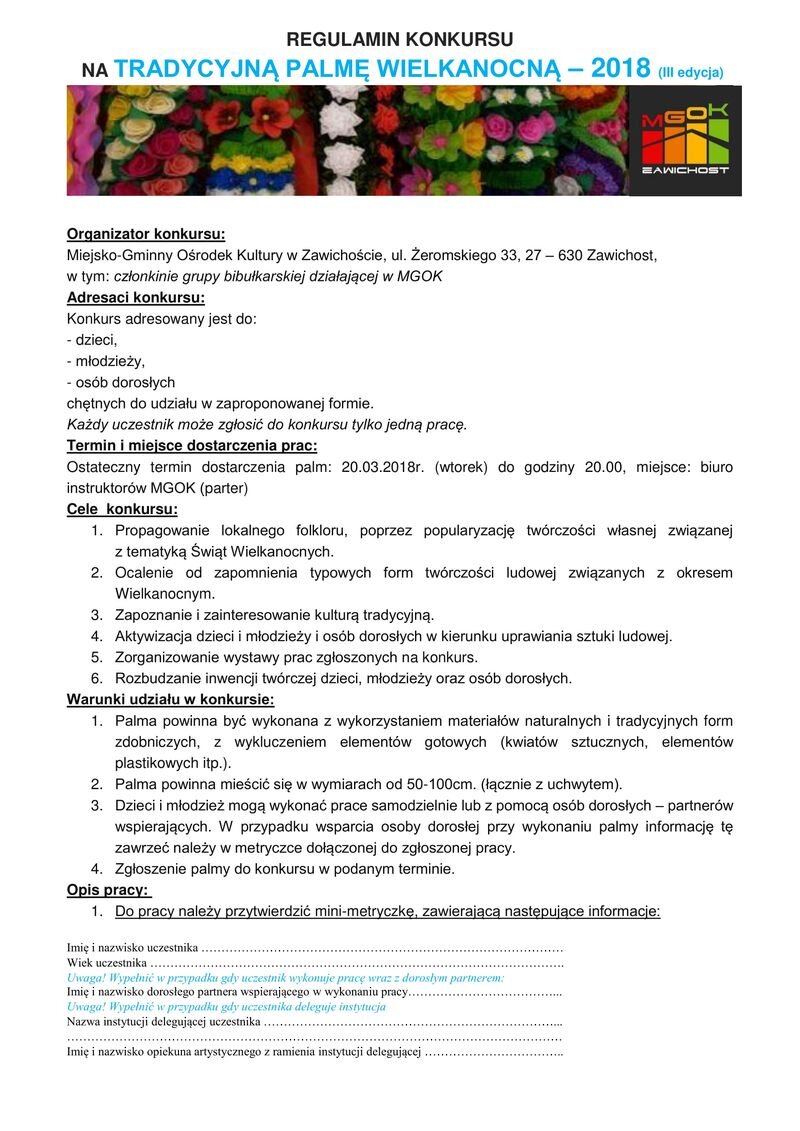 REGULAMIN KONKURSU
NA TRADYCYJNĄ PALMĘ WIELKANOCNĄ – 2018 (III edycja)
MGOK
ZAWICHOST
Organizator konkursu:
Miejsko-Gminny Ośrodek Kultury w Zawichoście, ul. Żeromskiego 33, 27 – 630 Zawichost,
w tym: członkinie grupy bibułkarskiej działającej w MGOK
Adresaci konkursu:
Konkurs adresowany jest do:
- dzieci,
- młodzieży,
- osób dorosłych
chętnych do udziału w zaproponowanej formie.
Każdy uczestnik może zgłosić do konkursu tylko jedną pracę.
Termin i miejsce dostarczenia prac:
Ostateczny termin dostarczenia palm: 20.03.2018r. (wtorek) do godziny 20.00, miejsce: biuro
instruktorów MGOK (parter)
Cele konkursu:
1. Propagowanie lokalnego folkloru, poprzez popularyzację twórczości własnej związanej
z tematyką Świąt Wielkanocnych.
2. Ocalenie od zapomnienia typowych form twórczości ludowej związanych z okresem
Wielkanocnym.
3. Zapoznanie i zainteresowanie kulturą tradycyjną.
4. Aktywizacja dzieci i młodzieży i osób dorosłych w kierunku uprawiania sztuki ludowej.
5. Zorganizowanie wystawy prac zgłoszonych na konkurs.
6. Rozbudzanie inwencji twórczej dzieci, młodzieży oraz osób dorosłych.
Warunki udziału w konkursie:
1. Palma powinna być wykonana z wykorzystaniem materiałów naturalnych i tradycyjnych form
zdobniczych, z wykluczeniem elementów gotowych (kwiatów sztucznych, elementów
plastikowych itp.).
2. Palma powinna mieścić się w wymiarach od 50-100cm. (łącznie z uchwytem).
3. Dzieci i młodzież mogą wykonać prace samodzielnie lub z pomocą osób dorosłych – partnerów
wspierających. W przypadku wsparcia osoby dorosłej przy wykonaniu palmy informację tę
zawrzeć należy w metryczce dołączonej do zgłoszonej pracy.
4. Zgłoszenie palmy do konkursu w podanym terminie.
Opis pracy:
1. Do pracy należy przytwierdzić mini-metryczkę, zawierającą następujące informacje:
Imię i nazwisko uczestnika ………………………………………………………………………………
Wiek uczestnika ………………………………………………………………………………………….
Uwaga! Wypełnić w przypadku gdy uczestnik wykonuje pracę wraz z dorosłym partnerem:
Imię i nazwisko dorosłego partnera wspierającego w wykonaniu pracy………………………………...
Uwaga! Wypełnić w przypadku gdy uczestnika deleguje instytucja
Nazwa instytucji delegującej uczestnika ………………………………………………………………...
……………………………………………………………………………………………………………
Imię i nazwisko opiekuna artystycznego z ramienia instytucji delegującej ……………………………..